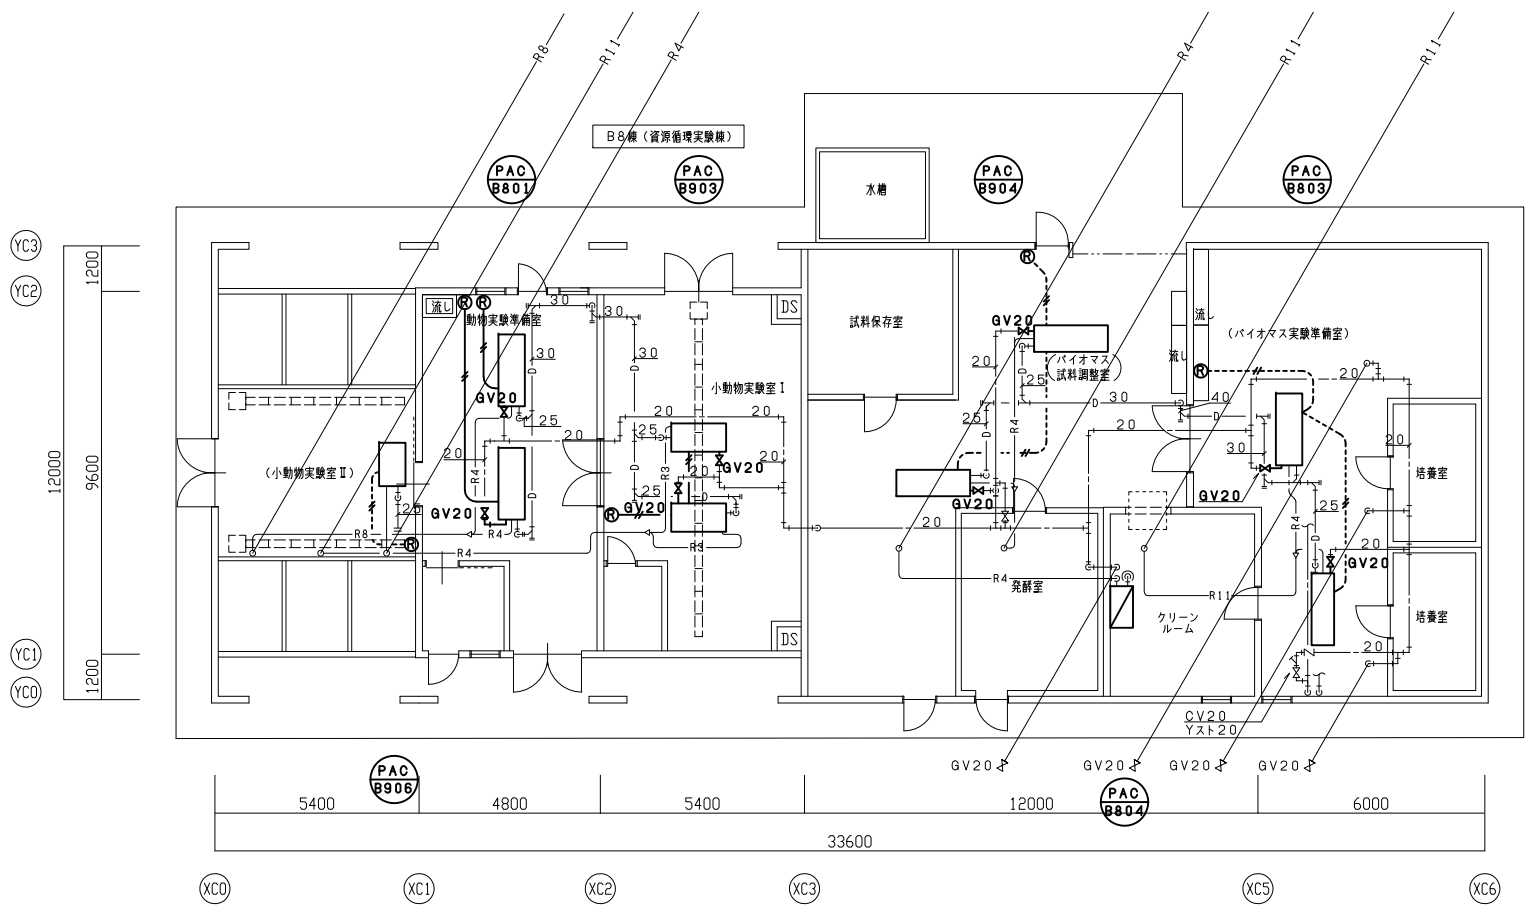 R8
R11
R4
R4
R11
R11
B8棟(資源循環実験棟)
PAC
B801
PAC
B903
PAC
B904
PAC
B803
水槽
YC3
YC2
YC1
YC0
1200
9600
1200
12000
流し
動物実験準備室
30
30
30
30
DS
試料保存室
GV20
20
(バイオマス
試料調整室)
25
流し
流し
(バイオマス実験準備室)
小動物実験室Ⅰ
D
D
D
GV20
25
20
20
20
20
25
25
R4
30
D
40
D
20
20
30
20
20
(小動物実験室Ⅱ)
25
R4
D
D
R3
GV20
D
GV20
25
GV20
GV20
GV20
D
R4
25
培養室
R8
R4
R4
R3
20
D
20
GV20
R4
発酵室
R11
クリーン
ルーム
培養室
20
DS
CV20
Yスト20
GV20
GV20
GV20
GV20
PAC
B906
PAC
B804
5400
4800
5400
12000
6000
33600
XC0
XC1
XC2
XC3
XC5
XC6